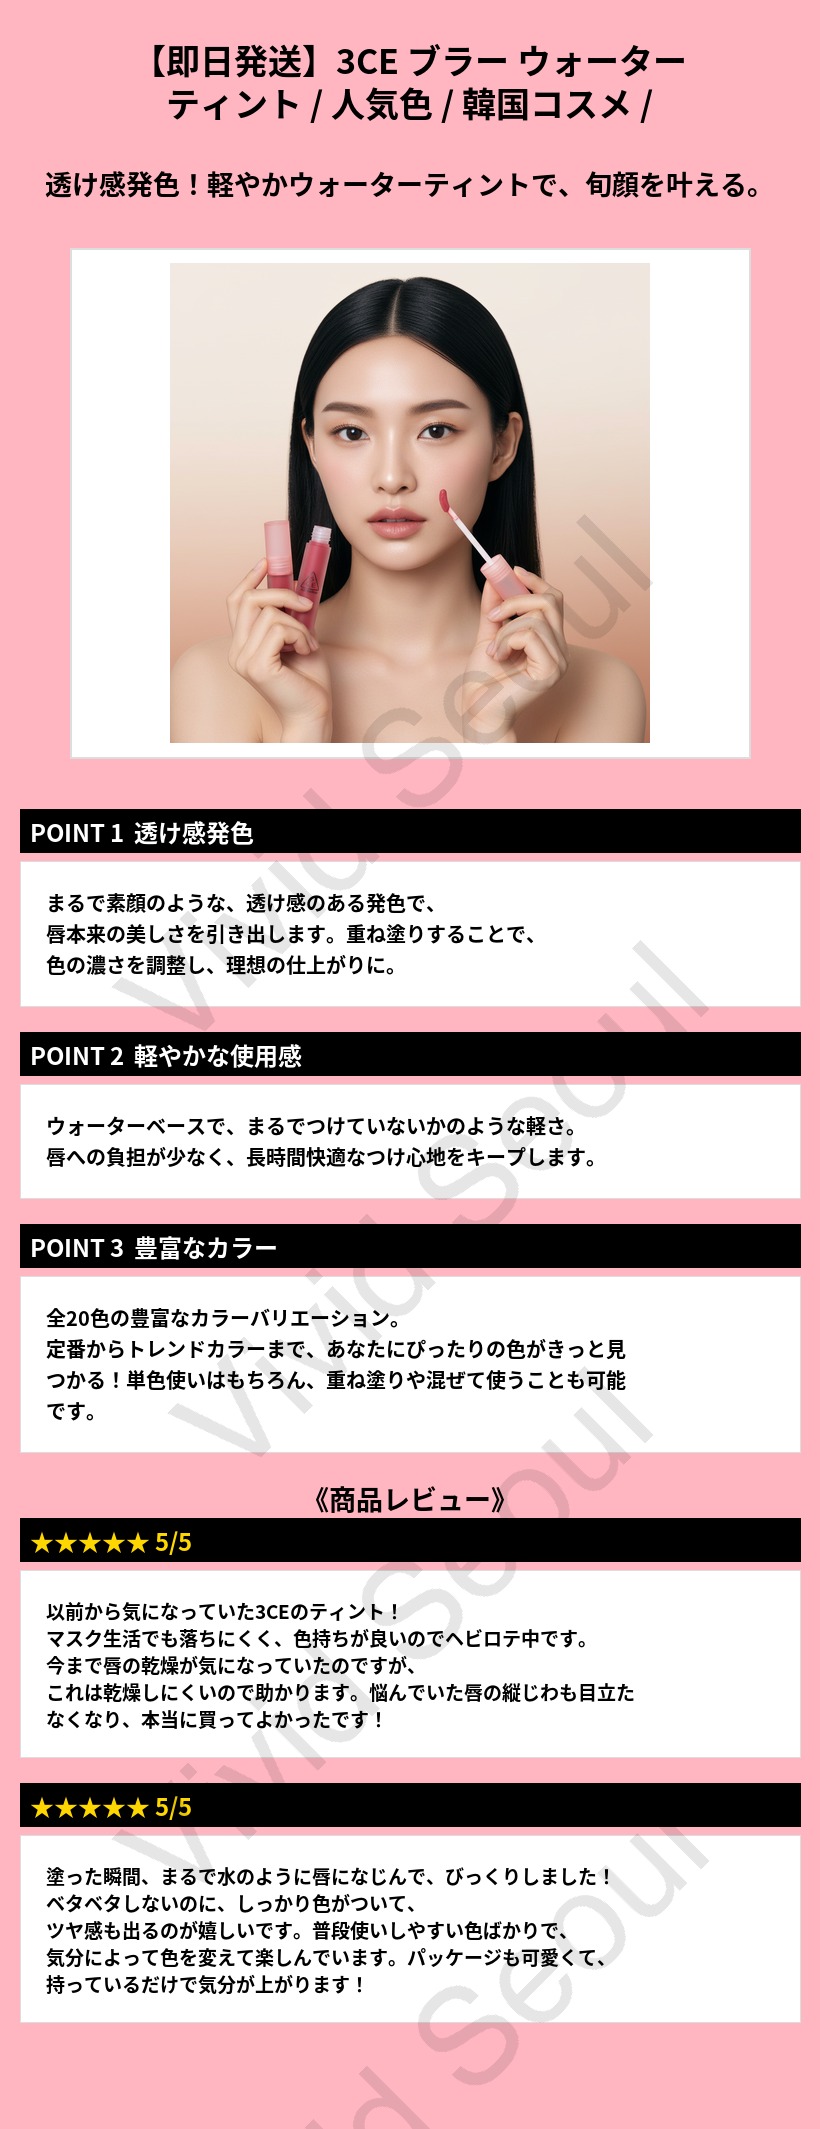 【即日発送】3CE ブラー ウォーター
ティント / 人気色 / 韓国コスメ /
透け感発色！軽やかウォーターティントで、旬顔を叶える。
POINT 1 透け感発色
まるで素顔のような、透け感のある発色で、
唇本来の美しさを引き出します。重ね塗りすることで、
色の濃さを調整し、理想の仕上がりに。
POINT 2 軽やかな使用感
ウォーターベースで、まるでつけていないかのような軽さ。
唇への負担が少なく、長時間快適なつけ心地をキープします。
POINT 3 豊富なカラー
全20色の豊富なカラーバリエーション。
定番からトレンドカラーまで、あなたにぴったりの色がきっと見
つかる！単色使いはもちろん、重ね塗りや混ぜて使うことも可能
です。
《商品レビュー》
★★★★★ 5/5
以前から気になっていた3CEのティント！
マスク生活でも落ちにくく、色持ちが良いのでヘビロテ中です。
今まで唇の乾燥が気になっていたのですが、
これは乾燥しにくいので助かります。悩んでいた唇の縦じわも目立た
なくなり、本当に買ってよかったです！
★★★★★ 5/5
塗った瞬間、まるで水のように唇になじんで、びっくりしました！
ベタベタしないのに、しっかり色がついて、
ツヤ感も出るのが嬉しいです。普段使いしやすい色ばかりで、
気分によって色を変えて楽しんでいます。パッケージも可愛くて、
持っているだけで気分が上がります！
Vivid Seoul
Vivid Seoul
Vivid Seoul
Vivid Seoul